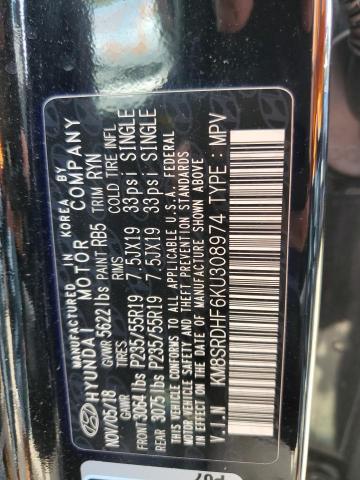 MANUFACTURED IN KOREA BY
HYUNDAI MOTOR COMPANY
NOV/05/18 GVWR 5622 lbs PAINT RB5 TRIM RYN
GAWR TIRES RIMS COLD TIRE INFL
FRONT 3064 lbs P235/55R19 7.5JX19 33psi SINGLE
REAR 3075 lbs P235/55R19 7.5JX19 33psi SINGLE
THIS VEHICLE CONFORMS TO ALL APPLICABLE U.S.A. FEDERAL
MOTOR VEHICLE SAFETY AND THEFT PREVENTION
STANDARDS IN EFFECT ON THE DATE OF
MANUFACTURE SHOWN ABOVE
V.I.N KM8SRDHF6KU308974 TYPE : MPV